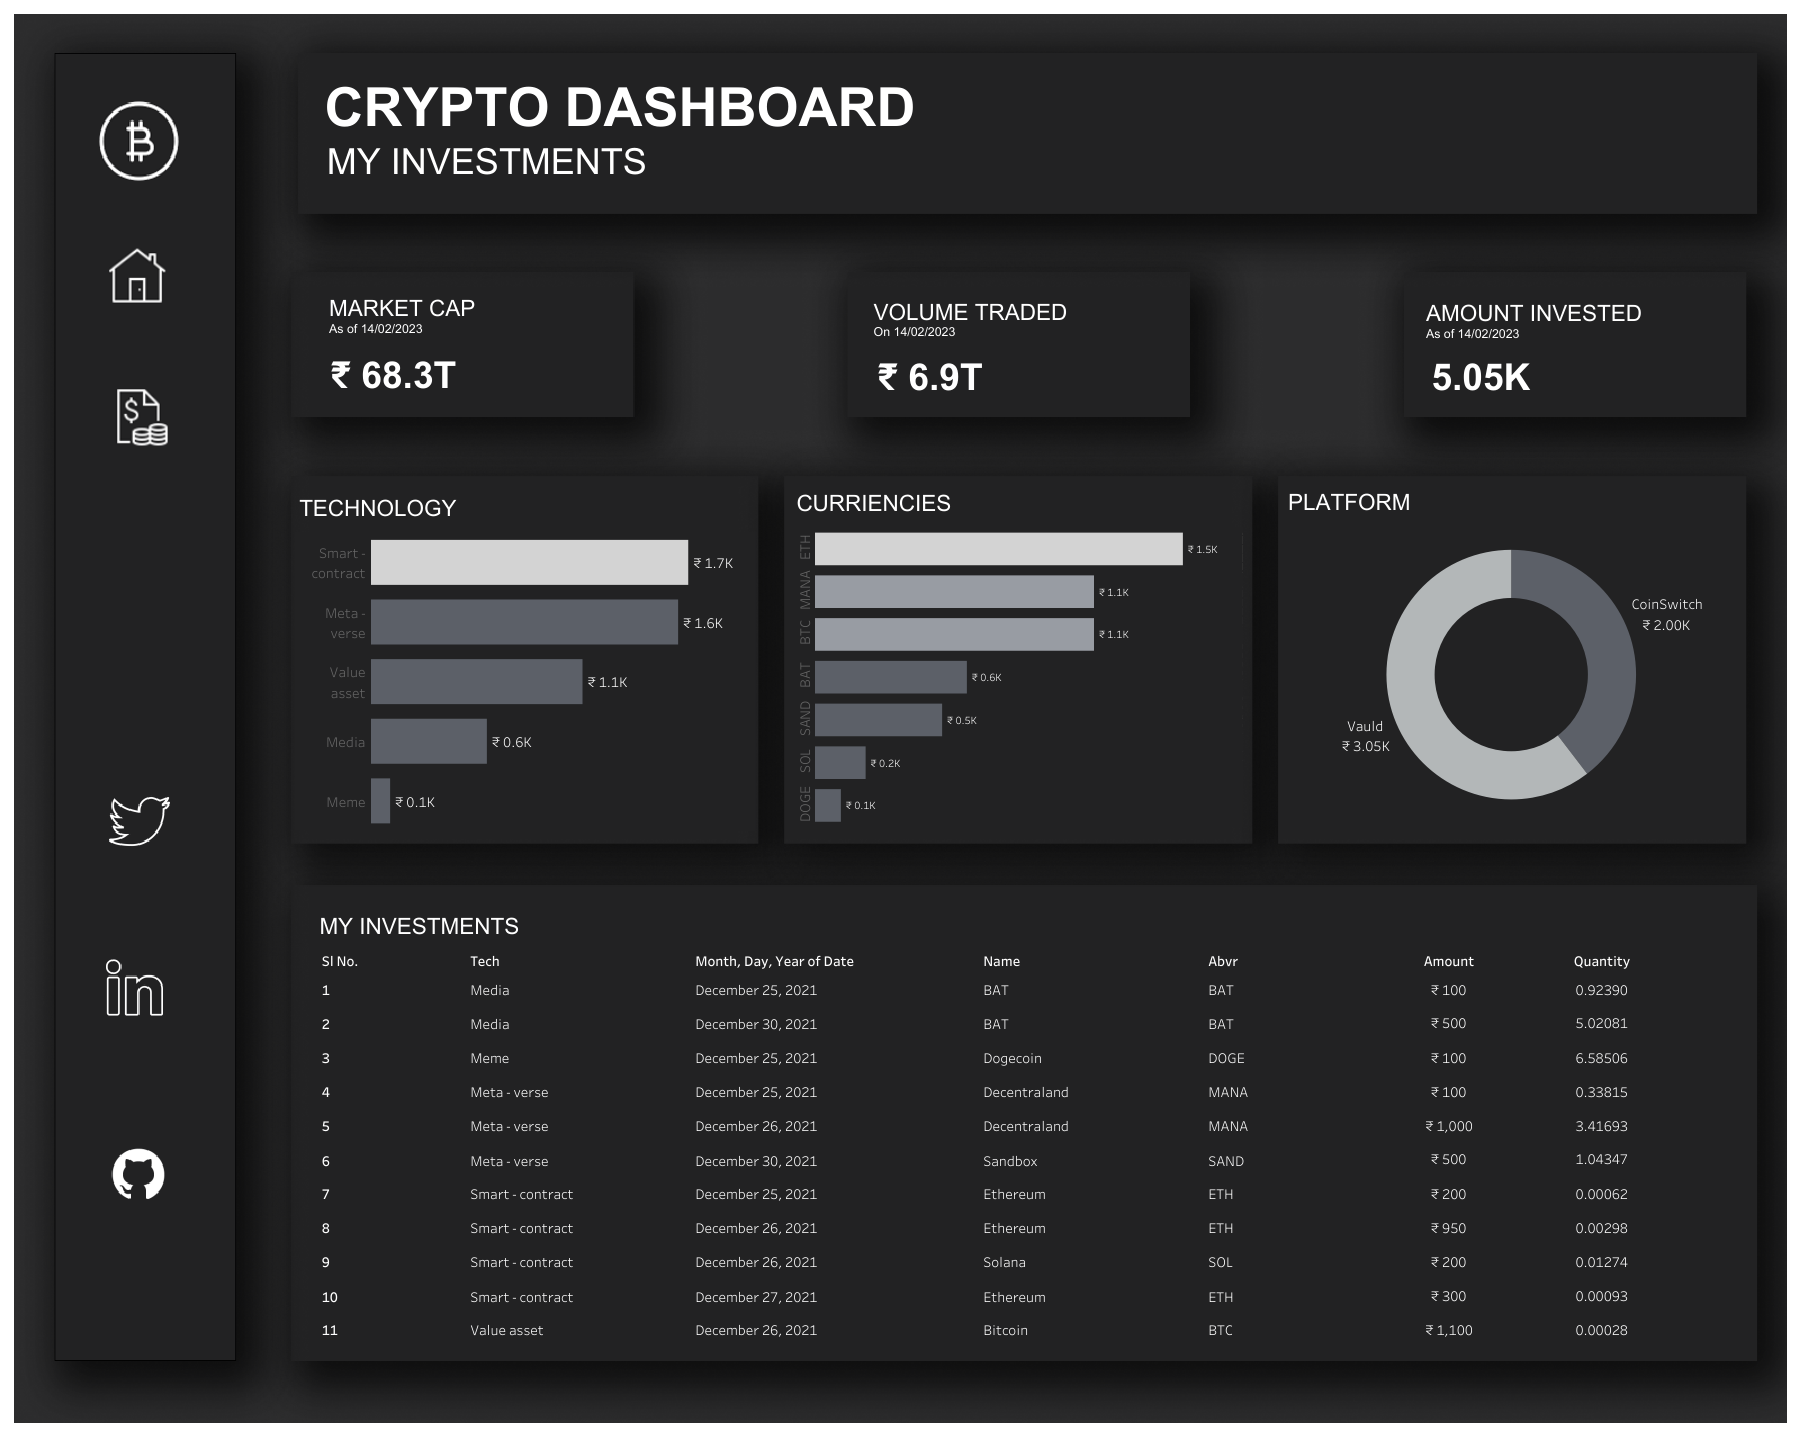 CRYPTO DASHBOARD
MY INVESTMENTS
MARKET CAP
As of 14/02/2023
₹ 68.3T
VOLUME TRADED
On 14/02/2023
₹ 6.9T
AMOUNT INVESTED
As of 14/02/2023
5.05K
TECHNOLOGY
Smart -
contract
₹ 1.7K
Meta -
verse
₹ 1.6K
Value
asset
₹ 1.1K
Media
₹ 0.6K
Meme
₹ 0.1K
CURRIENCIES
ETH
₹ 1.5K
MANA
₹ 1.1K
BTC
₹ 1.1K
BAT
₹ 0.6K
SAND
₹ 0.5K
SOL
₹ 0.2K
DOGE
₹ 0.1K
PLATFORM
CoinSwitch
₹ 2.00K
Vauld
₹ 3.05K
MY INVESTMENTS
Sl No. Tech Month, Day, Year of Date Name Abvr Amount Quantity
1 Media December 25, 2021 BAT BAT ₹ 100 0.92390
2 Media December 30, 2021 BAT BAT ₹ 500 5.02081
3 Meme December 25, 2021 Dogecoin DOGE ₹ 100 6.58506
4 Meta - verse December 25, 2021 Decentraland MANA ₹ 100 0.33815
5 Meta - verse December 26, 2021 Decentraland MANA ₹ 1,000 3.41693
6 Meta - verse December 30, 2021 Sandbox SAND ₹ 500 1.04347
7 Smart - contract December 25, 2021 Ethereum ETH ₹ 200 0.00062
8 Smart - contract December 26, 2021 Ethereum ETH ₹ 950 0.00298
9 Smart - contract December 26, 2021 Solana SOL ₹ 200 0.01274
10 Smart - contract December 27, 2021 Ethereum ETH ₹ 300 0.00093
11 Value asset December 26, 2021 Bitcoin BTC ₹ 1,100 0.00028